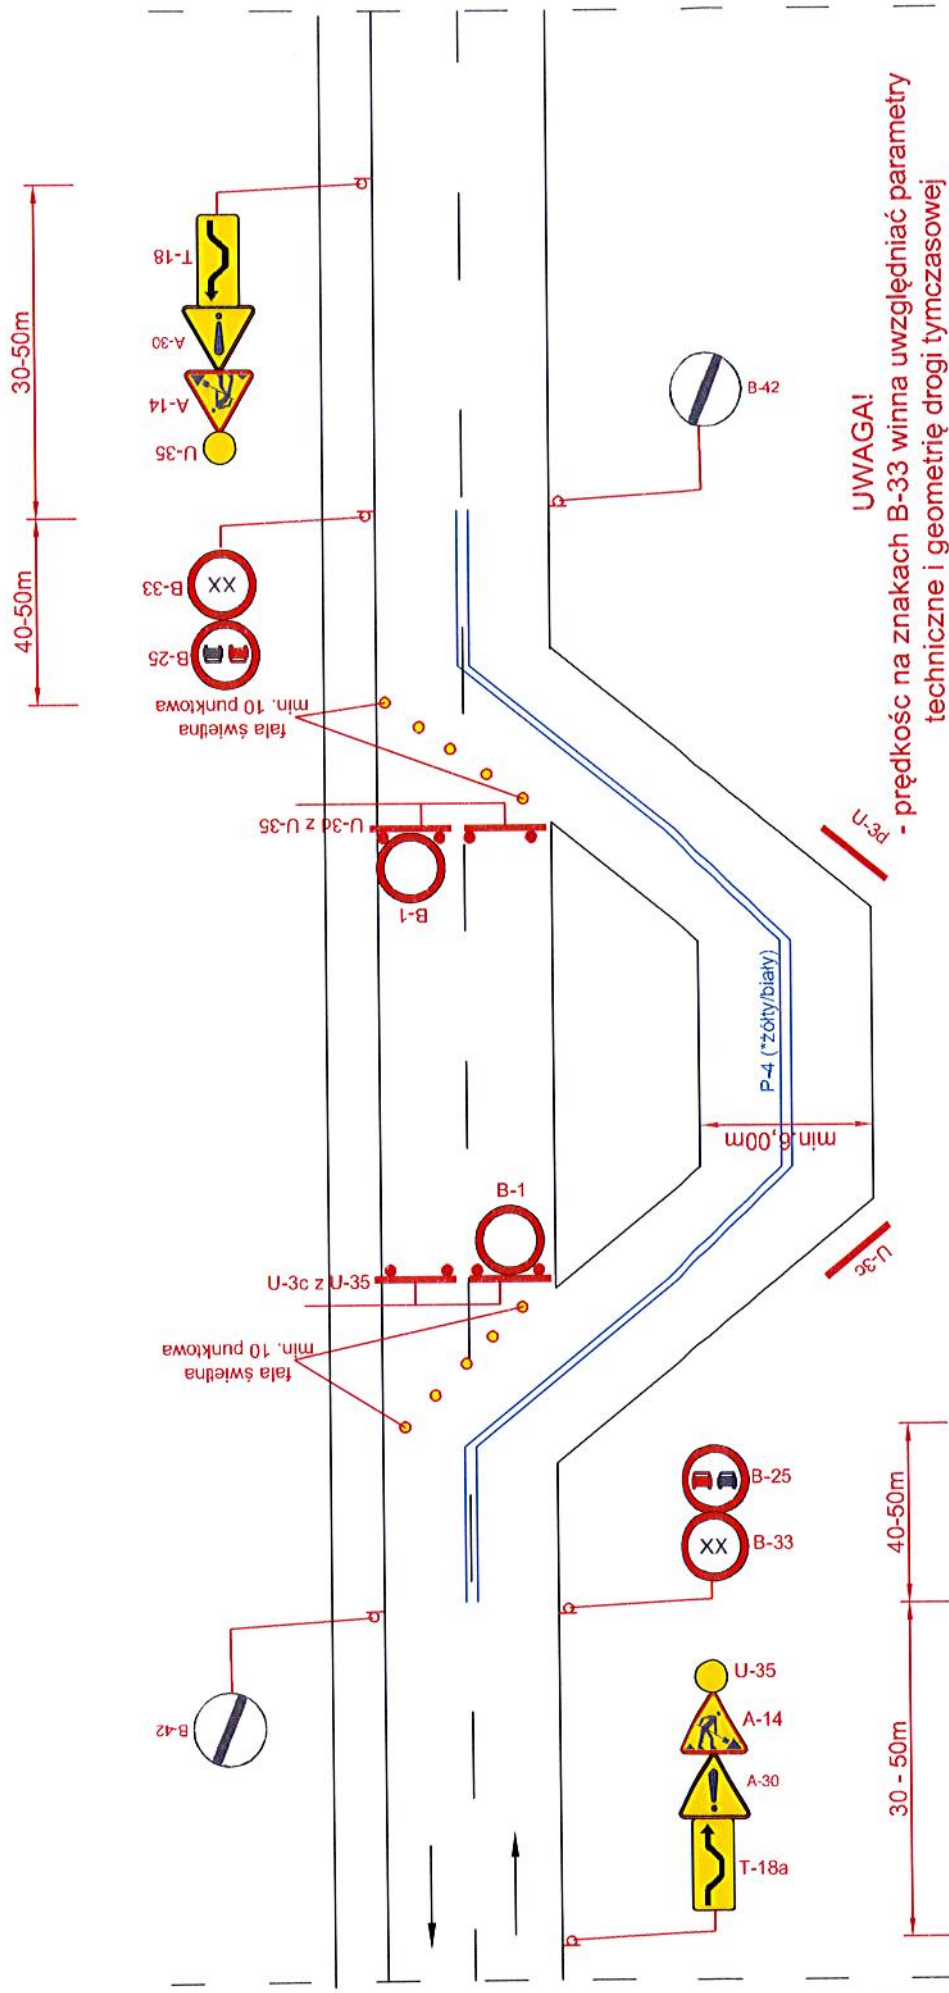 30-50m
40-50m
T-18
A-30
A-14
U-35
B-33
XX
B-25
fala świetlna
min. 10 punktowa
U-3d z U-35
B-1
B-42
UWAGA!
- prędkośc na znakach B-33 winna uwzględniać parametry
techniczne i geometrię drogi tymczasowej
U-3d
P-4 (*żółty/biały)
min.6,00m
B-1
U-3c z U-35
fala świetlna
min. 10 punktowa
U-3c
B-42
B-25
XX
B-33
40-50m
U-35
A-14
A-30
T-18a
30 - 50m